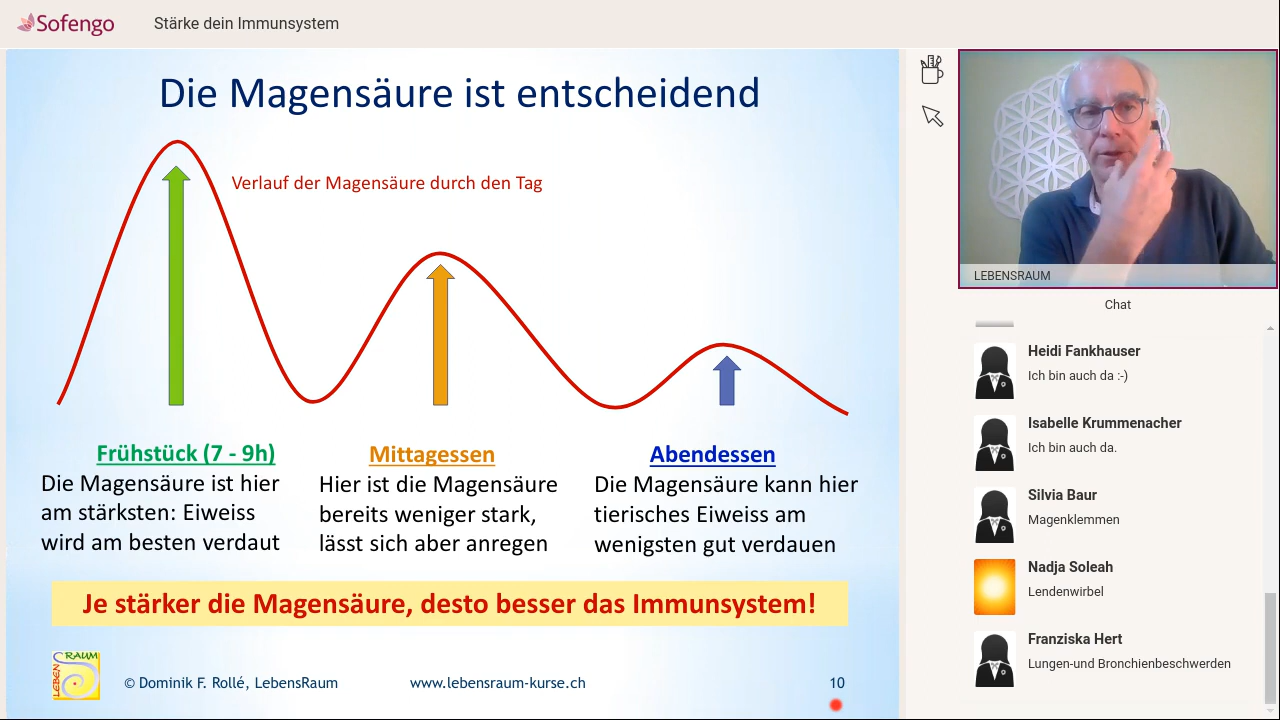 Sofengo
Stärke dein Immunsystem
Die Magensäure ist entscheidend
Verlauf der Magensäure durch den Tag
Frühstück (7 - 9h)
Die Magensäure ist hier
am stärksten: Eiweiss
wird am besten verdaut
Mittagessen
Hier ist die Magensäure
bereits weniger stark,
lässt sich aber anregen
Abendessen
Die Magensäure kann hier
tierisches Eiweiss am
wenigsten gut verdauen
Je stärker die Magensäure, desto besser das Immunsystem!
LEBENS
RAUM
© Dominik F. Rollé, LebensRaum
www.lebensraum-kurse.ch
10
LEBENSRAUM
Chat
Heidi Fankhauser
Ich bin auch da :-)
Isabelle Krummenacher
Ich bin auch da.
Silvia Baur
Magenklemmen
Nadja Soleah
Lendenwirbel
Franziska Hert
Lungen-und Bronchienbeschwerden